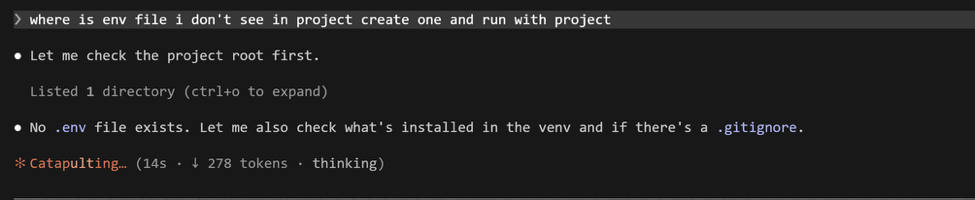 ❯ where is env file i don't see in project create one and run with project
● Let me check the project root first.
Listed 1 directory (ctrl+o to expand)
● No .env file exists. Let me also check what's installed in the venv and if there's a .gitignore.
✻ Catapulting… (14s · ↓ 278 tokens · thinking)